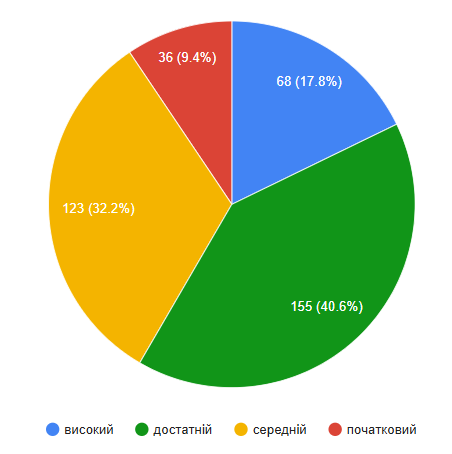 36 (9.4%)
68 (17.8%)
123 (32.2%)
155 (40.6%)
високий достатній середній початковий